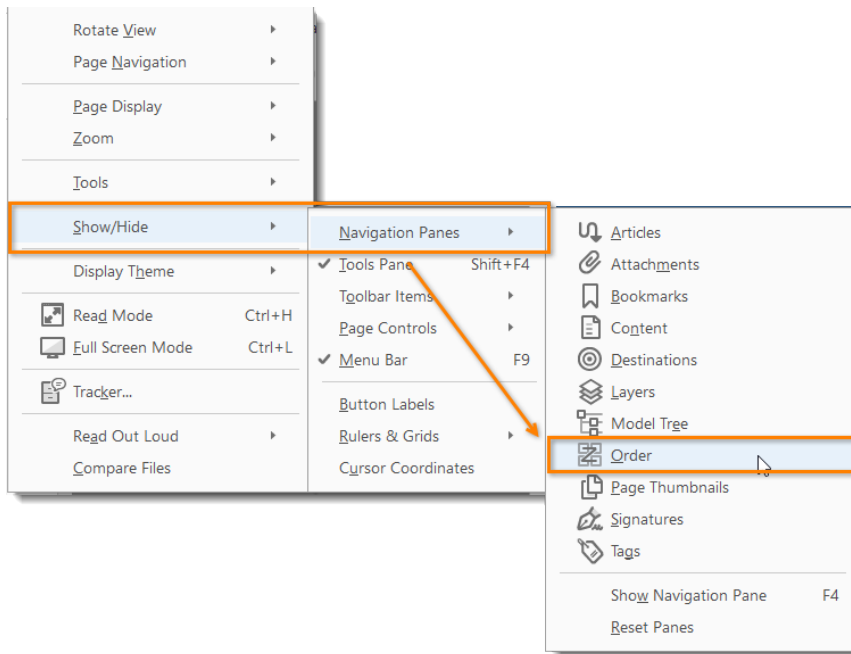 Rotate View
Page Navigation
Page Display
Zoom
Tools
Show/Hide
Display Theme
Read Mode Ctrl+H
Full Screen Mode Ctrl+L
Tracker...
Read Out Loud
Compare Files
Navigation Panes
Tools Pane Shift+F4
Toolbar Items
Page Controls
Menu Bar F9
Button Labels
Rulers & Grids
Cursor Coordinates
Articles
Attachments
Bookmarks
Content
Destinations
Layers
Model Tree
Order
Page Thumbnails
Signatures
Tags
Show Navigation Pane F4
Reset Panes